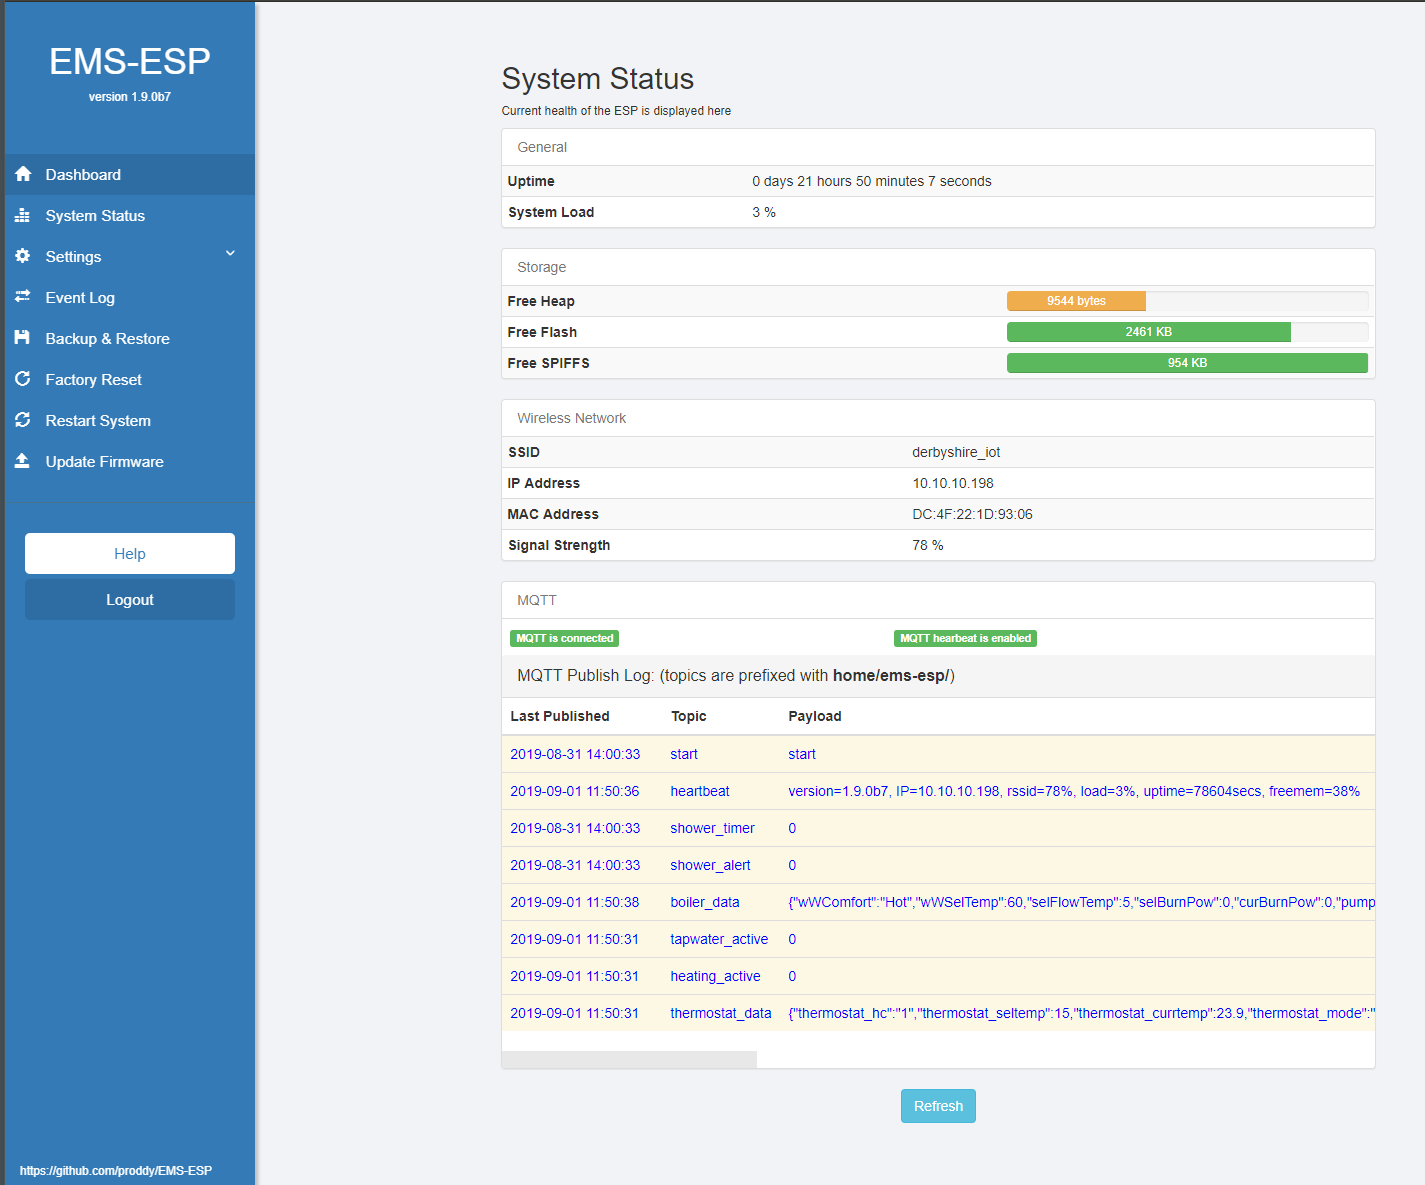 EMS-ESP
version 1.9.0b7
Dashboard
System Status
Settings
Event Log
Backup & Restore
Factory Reset
Restart System
Update Firmware
Help
Logout
https://github.com/proddy/EMS-ESP
System Status
Current health of the ESP is displayed here
General
Uptime 0 days 21 hours 50 minutes 7 seconds
System Load 3 %
Storage
Free Heap 9544 bytes
Free Flash 2461 KB
Free SPIFFS 954 KB
Wireless Network
SSID derbyshire_iot
IP Address 10.10.10.198
MAC Address DC:4F:22:1D:93:06
Signal Strength 78 %
MQTT
MQTT is connected MQTT hearbeat is enabled
MQTT Publish Log: (topics are prefixed with home/ems-esp/)
Last Published Topic Payload
2019-08-31 14:00:33 start start
2019-09-01 11:50:36 heartbeat version=1.9.0b7, IP=10.10.10.198, rssid=78%, load=3%, uptime=78604secs, freemem=38%
2019-08-31 14:00:33 shower_timer 0
2019-08-31 14:00:33 shower_alert 0
2019-09-01 11:50:38 boiler_data {"wWComfort":"Hot","wWSelTemp":60,"selFlowTemp":5,"selBurnPow":0,"curBurnPow":0,"pump
2019-09-01 11:50:31 tapwater_active 0
2019-09-01 11:50:31 heating_active 0
2019-09-01 11:50:31 thermostat_data {"thermostat_hc":"1","thermostat_seltemp":15,"thermostat_currtemp":23.9,"thermostat_mode":"
Refresh